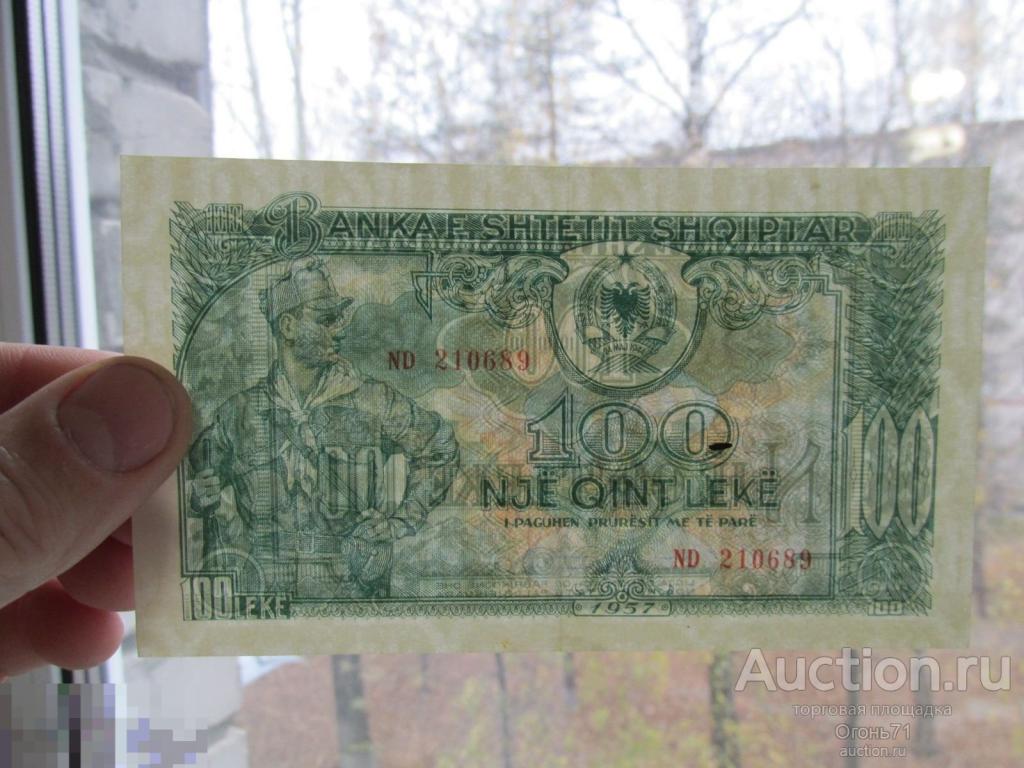 BANKA E SHTETIT SHQIPTAR
ND 210689
100
100
NJË QINT LEKË
I PAGUHEN PRURËSIT ME TË PARË
ND 210689
100 LEKË
1957
100
Auction.ru
торговая площадка
Огонь71
auction.ru